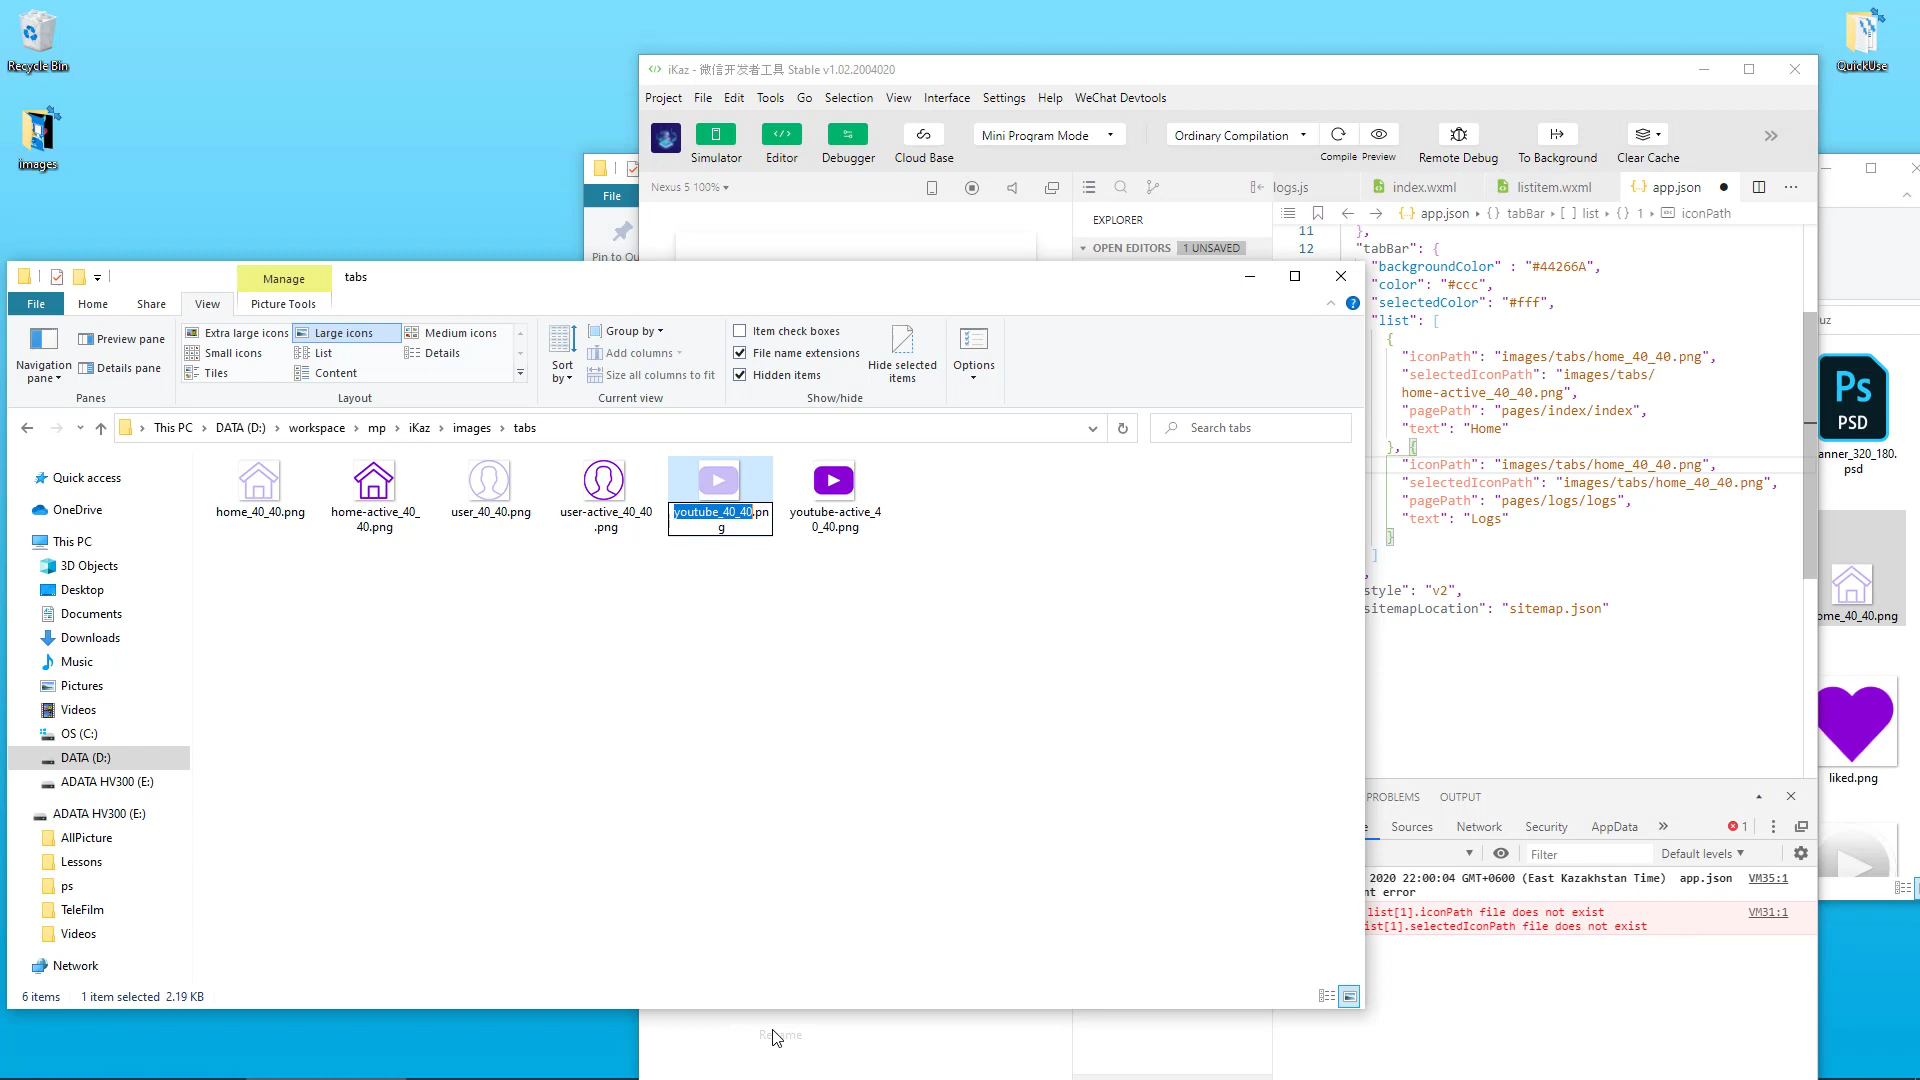 Recycle Bin
images
QuickUse
iKaz - 微信开发者工具 Stable v1.02.2004020
Project File Edit Tools Go Selection View Interface Settings Help WeChat Devtools
Mini Program Mode
Ordinary Compilation
Simulator Editor Debugger Cloud Base Compile Preview Remote Debug To Background Clear Cache
Nexus 5 100%
logs.js index.wxml listitem.wxml {} app.json
EXPLORER
{} app.json {} tabBar [ ] list {} 1 iconPath
OPEN EDITORS 1 UNSAVED
File
11 },
12 "tabBar": {
"backgroundColor" : "#44266A",
"color": "#ccc",
"selectedColor": "#fff",
"list": [
{
"iconPath": "images/tabs/home_40_40.png",
"selectedIconPath": "images/tabs/
home-active_40_40.png",
"pagePath": "pages/index/index",
"text": "Home"
}, {
"iconPath": "images/tabs/home_40_40.png",
"selectedIconPath": "images/tabs/home_40_40.png",
"pagePath": "pages/logs/logs",
"text": "Logs"
}
]
,
style": "v2",
sitemapLocation": "sitemap.json"
Manage tabs
File Home Share View Picture Tools
Navigation pane
Preview pane
Details pane
Panes
Extra large icons Large icons Medium icons
Small icons List Details
Tiles Content
Layout
Sort by
Group by
Add columns
Size all columns to fit
Current view
Item check boxes
File name extensions
Hidden items
Hide selected items
Show/hide
Options
This PC DATA (D:) workspace mp iKaz images tabs
Search tabs
Quick access
OneDrive
This PC
3D Objects
Desktop
Documents
Downloads
Music
Pictures
Videos
OS (C:)
DATA (D:)
ADATA HV300 (E:)
ADATA HV300 (E:)
AllPicture
Lessons
ps
TeleFilm
Videos
Network
home_40_40.png
home-active_40_
40.png
user_40_40.png
user-active_40_40
.png
youtube_40_40.pn
g
youtube-active_4
0_40.png
6 items 1 item selected 2.19 KB
Rename
PROBLEMS OUTPUT
Sources Network Security AppData 1
Filter Default levels
2020 22:00:04 GMT+0600 (East Kazakhstan Time) app.json VM35:1
nt error
list[1].iconPath file does not exist VM31:1
ist[1].selectedIconPath file does not exist
uz
Ps
PSD
anner_320_180.
psd
ome_40_40.png
liked.png